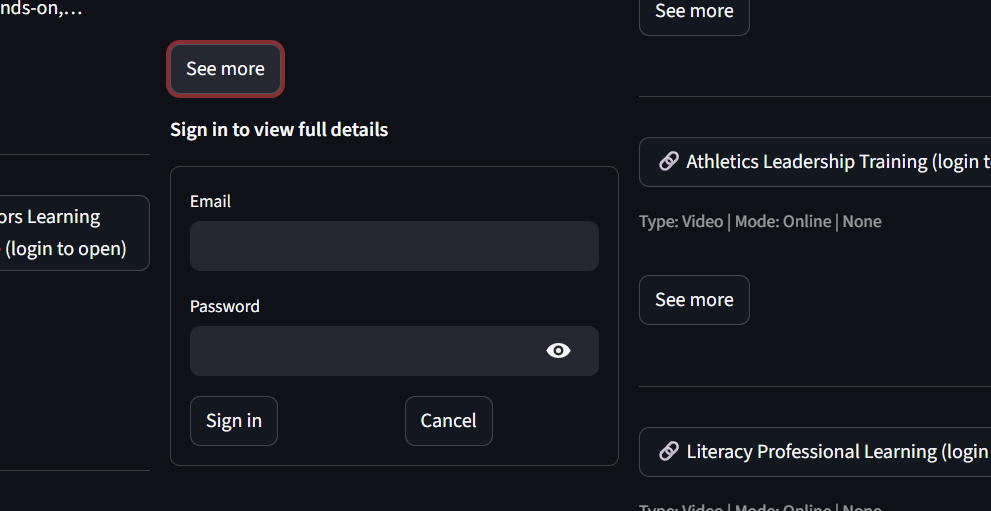 nds-on,...
See more
Sign in to view full details
ors Learning
(login to open)
Email
Password
Sign in
Cancel
See more
Athletics Leadership Training (login t
Type: Video | Mode: Online | None
See more
Literacy Professional Learning (login
Type: Video | Mode: Online | None